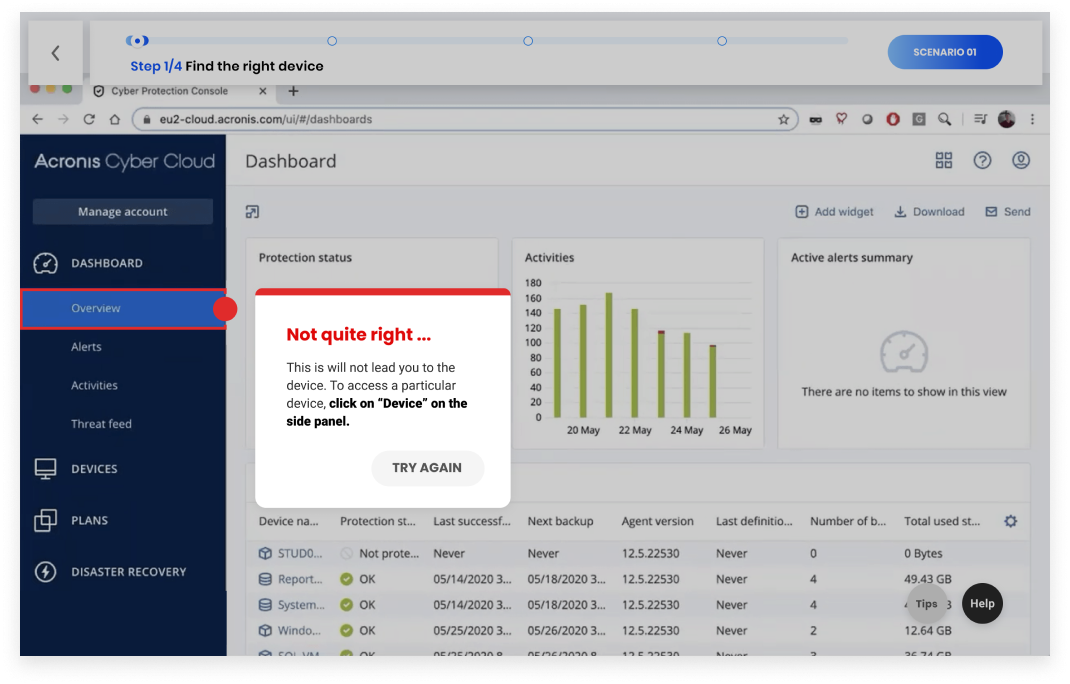 SCENARIO 01
Step 1/4 Find the right device
Cyber Protection Console
eu2-cloud.acronis.com/ui/#/dashboards
Acronis Cyber Cloud
Dashboard
Manage account
Add widget
Download
Send
DASHBOARD
Overview
Alerts
Activities
Threat feed
DEVICES
PLANS
DISASTER RECOVERY
Protection status
Not quite right ...
This is will not lead you to the
device. To access a particular
device, click on “Device” on the
side panel.
TRY AGAIN
Activities
180
160
140
120
100
80
60
40
20
0
20 May 22 May 24 May 26 May
Active alerts summary
There are no items to show in this view
Device na... Protection st... Last successf... Next backup Agent version Last definitio... Number of b... Total used st...
STUD0... Not prote... Never Never 12.5.22530 Never 0 0 Bytes
Report... OK 05/14/2020 3... 05/18/2020 3... 12.5.22530 Never 4 49.43 GB
System... OK 05/14/2020 3... 05/18/2020 3... 12.5.22530 Never 4
Windo... OK 05/25/2020 3... 05/26/2020 3... 12.5.22530 Never 2 12.64 GB
SQL VM OK 05/25/2020 8... 05/26/2020 8... 12.5.22530 Never 3 36.74 GB
Tips
Help